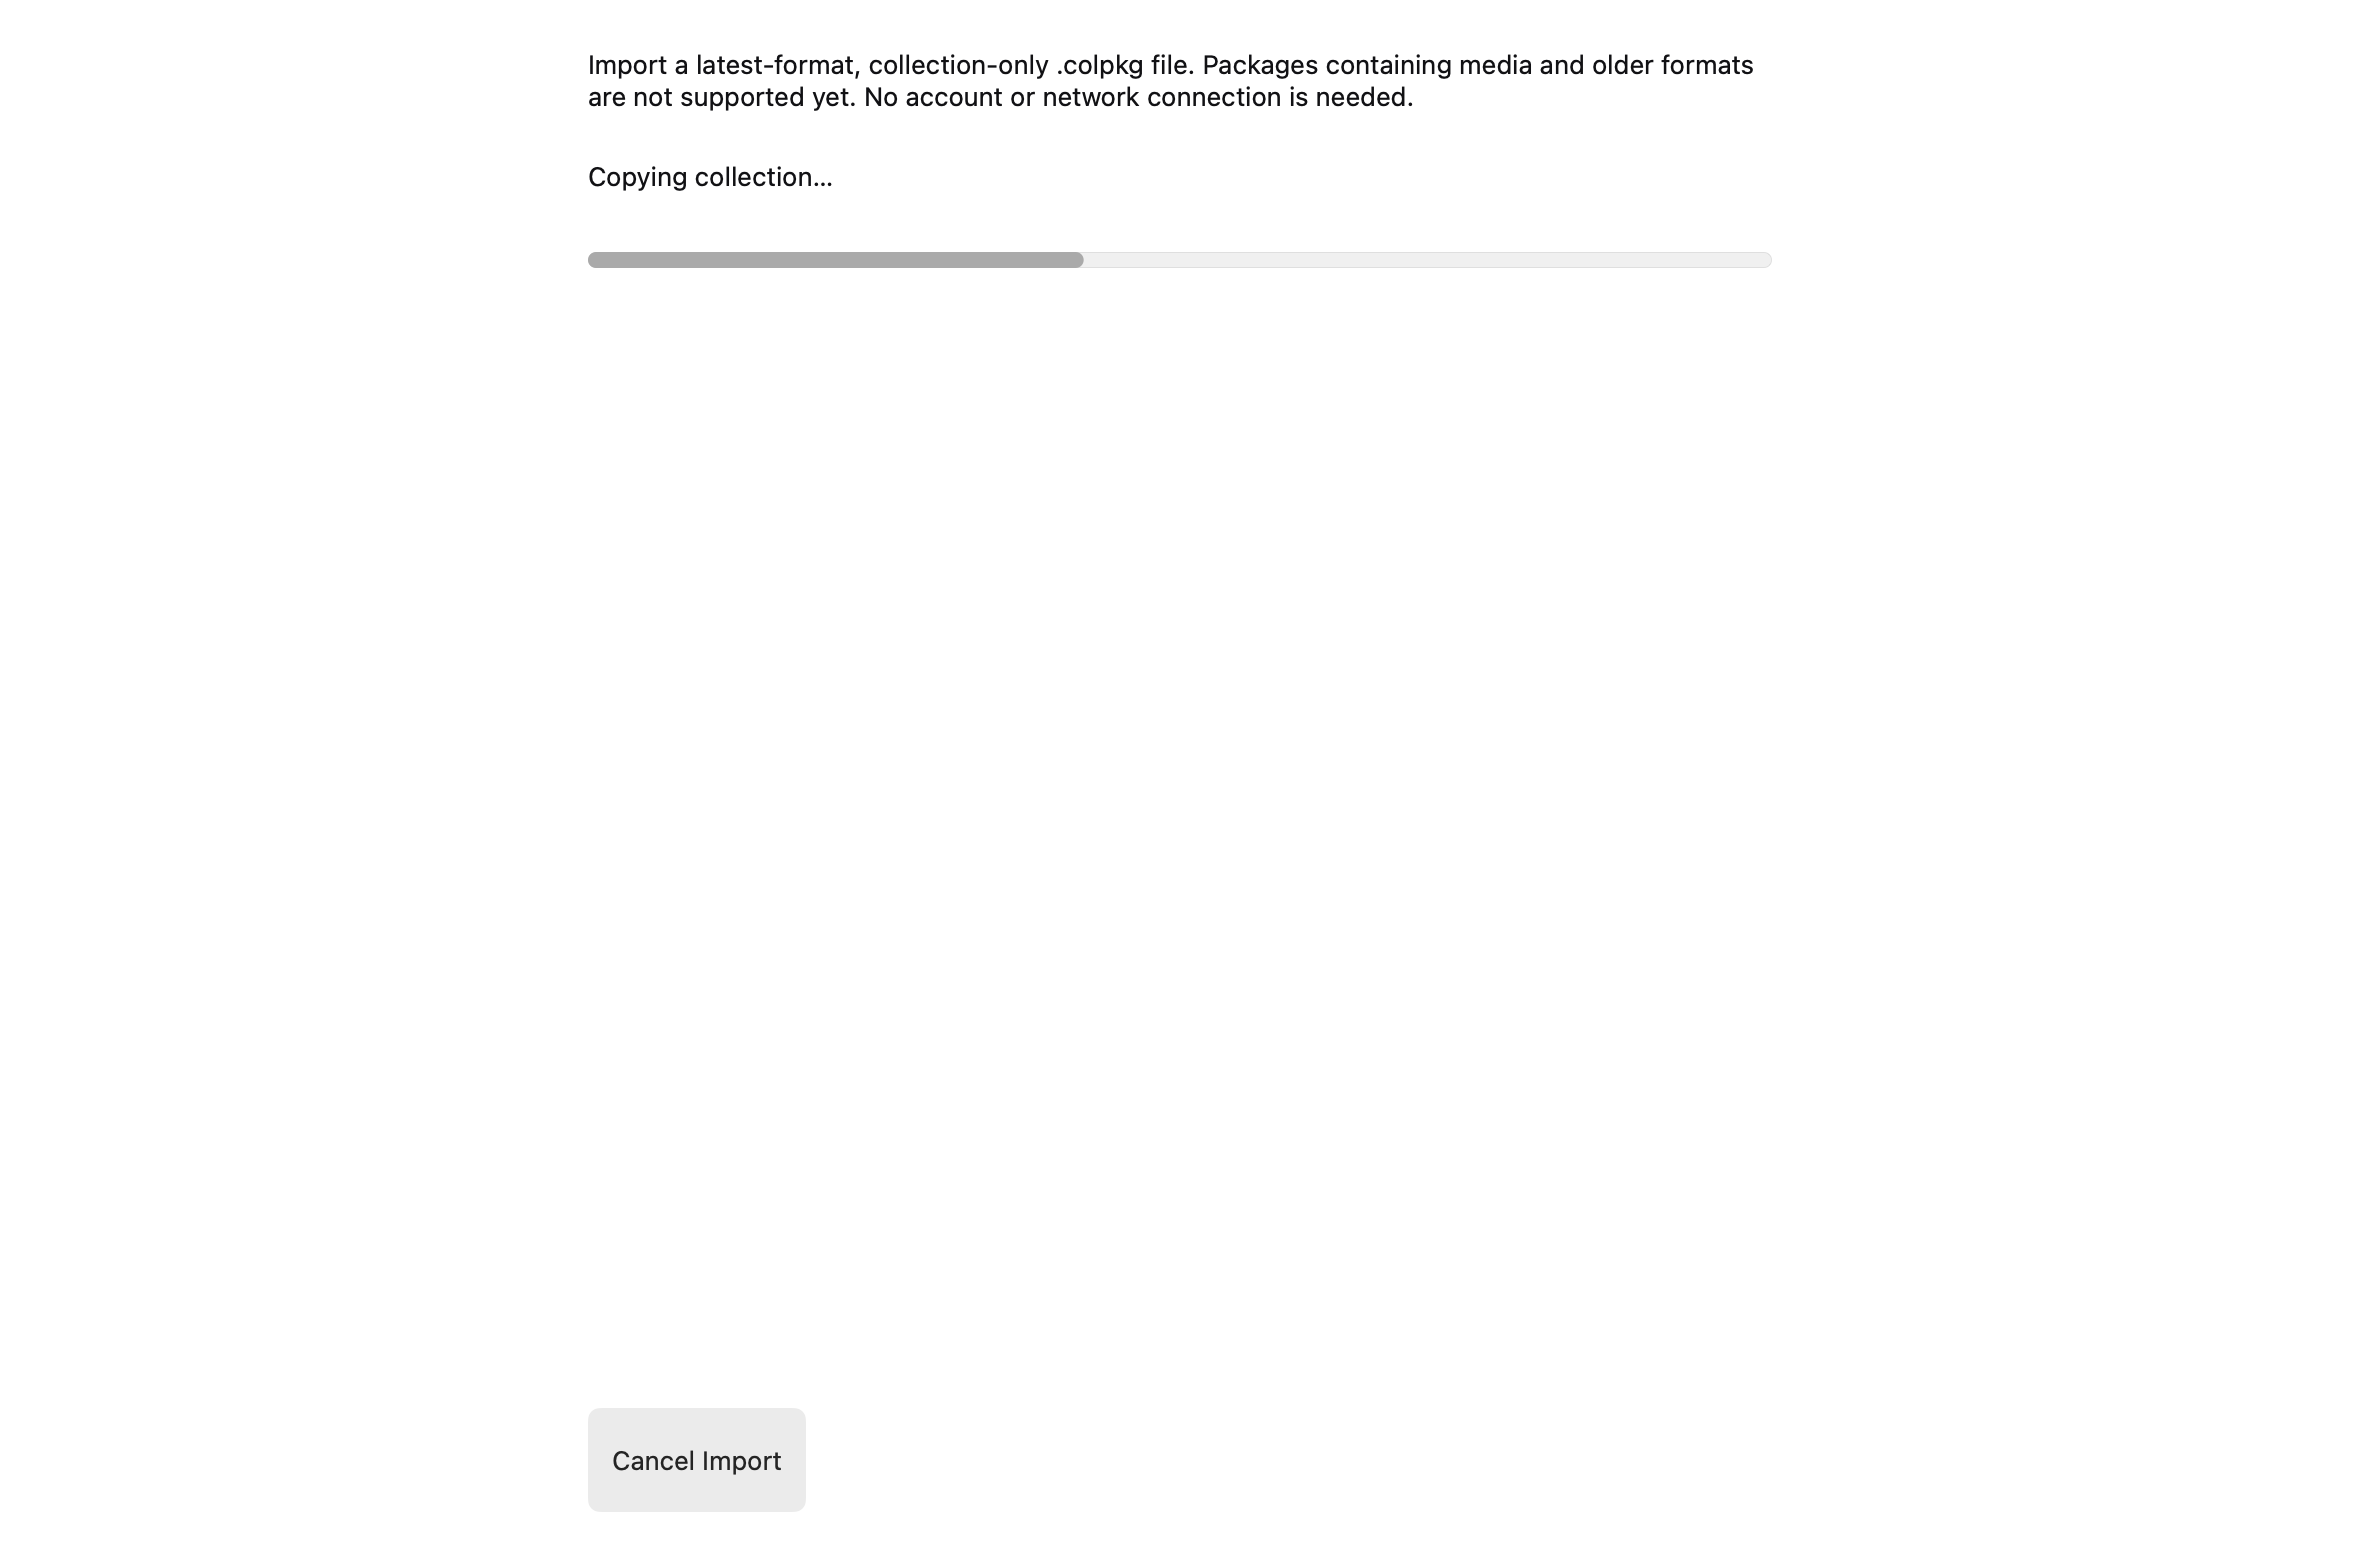 Import a latest-format, collection-only .colpkg file. Packages containing media and older formats
are not supported yet. No account or network connection is needed.
Copying collection...
Cancel Import